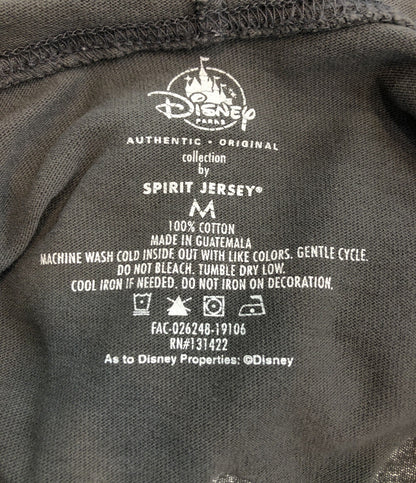 Disney
PARKS
AUTHENTIC • ORIGINAL
collection
by
SPIRIT JERSEY®
M
100% COTTON
MADE IN GUATEMALA
MACHINE WASH COLD INSIDE OUT WITH LIKE COLORS. GENTLE CYCLE.
DO NOT BLEACH. TUMBLE DRY LOW.
COOL IRON IF NEEDED. DO NOT IRON ON DECORATION.
FAC-026248-19106
RN#131422
As to Disney Properties: ©Disney